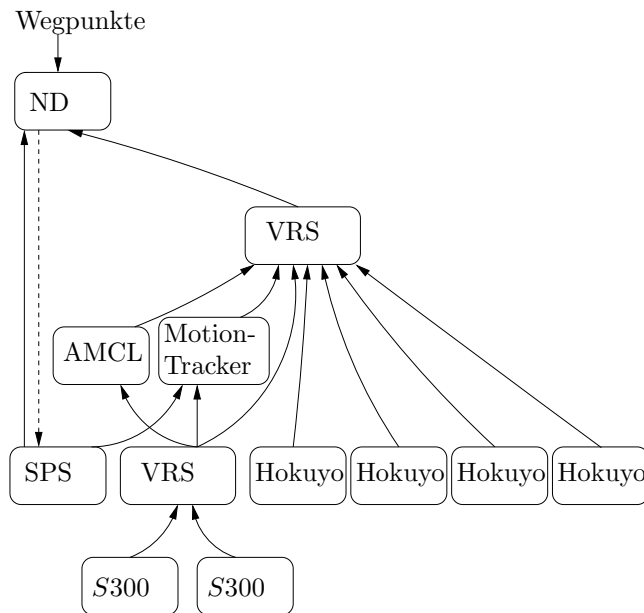 Wegpunkte
ND
VRS
AMCL
Motion-
Tracker
SPS
VRS
Hokuyo
Hokuyo
Hokuyo
Hokuyo
S300
S300